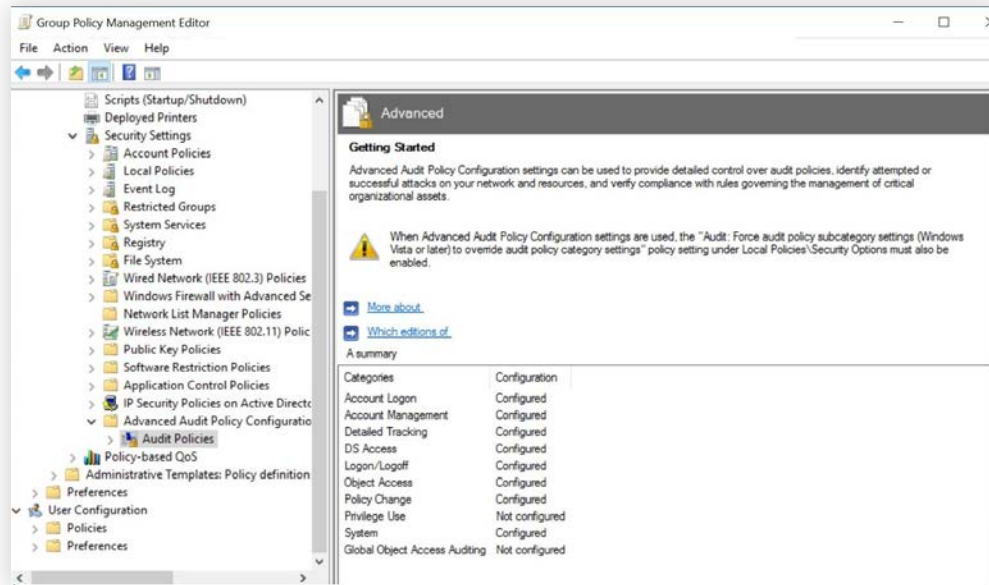 Group Policy Management Editor
File Action View Help
Scripts (Startup/Shutdown)
Deployed Printers
Security Settings
Account Policies
Local Policies
Event Log
Restricted Groups
System Services
Registry
File System
Wired Network (IEEE 802.3) Policies
Windows Firewall with Advanced Se
Network List Manager Policies
Wireless Network (IEEE 802.11) Polic
Public Key Policies
Software Restriction Policies
Application Control Policies
IP Security Policies on Active Directo
Advanced Audit Policy Configuratio
Audit Policies
Policy-based QoS
Administrative Templates: Policy definition
Preferences
User Configuration
Policies
Preferences
Advanced
Getting Started
Advanced Audit Policy Configuration settings can be used to provide detailed control over audit policies, identify attempted or
successful attacks on your network and resources, and verify compliance with rules governing the management of critical
organizational assets.
When Advanced Audit Policy Configuration settings are used, the "Audit: Force audit policy subcategory settings (Windows
Vista or later) to override audit policy category settings" policy setting under Local Policies\Security Options must also be
enabled.
More about
Which editions of
A summary
Categories Configuration
Account Logon Configured
Account Management Configured
Detailed Tracking Configured
DS Access Configured
Logon/Logoff Configured
Object Access Configured
Policy Change Configured
Privilege Use Not configured
System Configured
Global Object Access Auditing Not configured